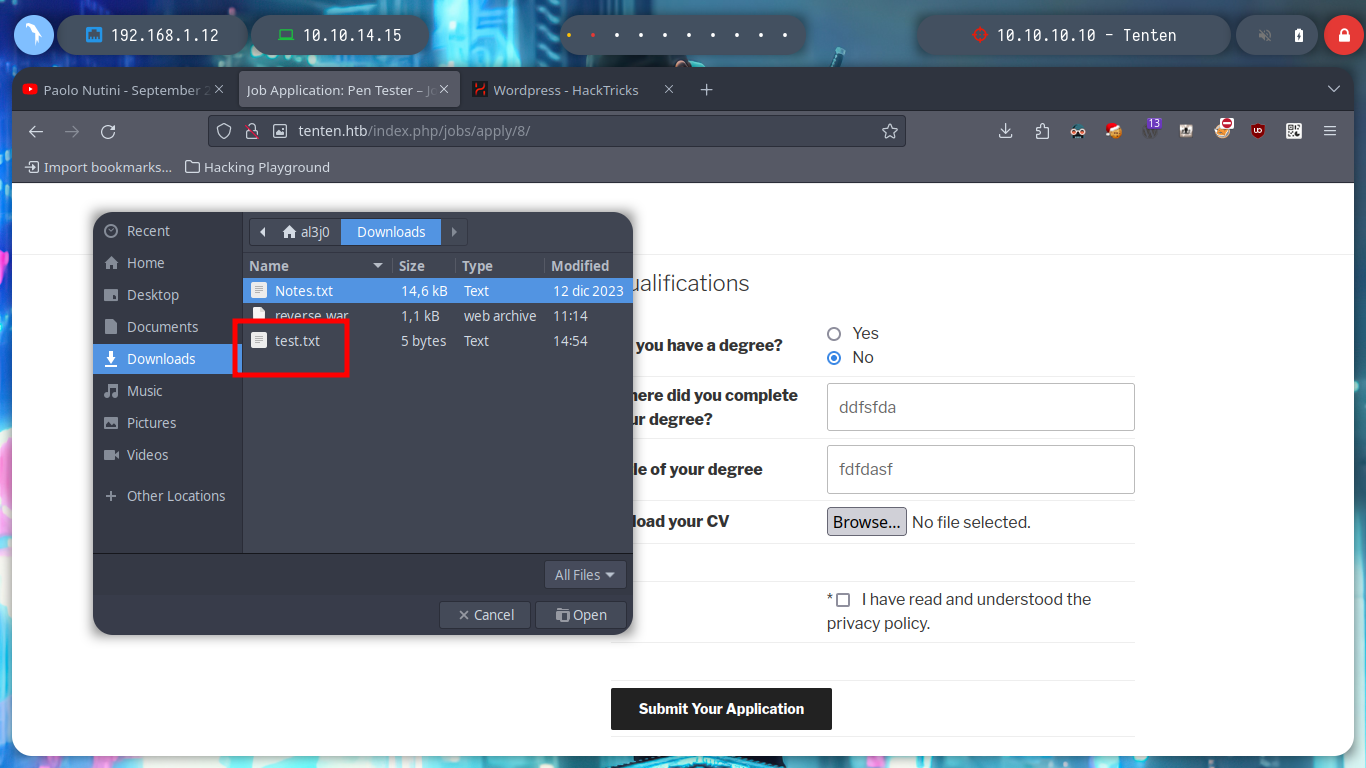 192.168.1.12
10.10.14.15
10.10.10.10 - Tenten
Paolo Nutini - September 2
Job Application: Pen Tester – Jo
Wordpress - HackTricks
tenten.htb/index.php/jobs/apply/8/
13
Import bookmarks...
Hacking Playground
Recent
Home
Desktop
Documents
Downloads
Music
Pictures
Videos
Other Locations
al3j0
Downloads
Name Size Type Modified
Notes.txt 14,6 kB Text 12 dic 2023
reverse.war 1,1 kB web archive 11:14
test.txt 5 bytes Text 14:54
All Files
Cancel
Open
ualifications
you have a degree?
Yes
No
here did you complete
ur degree?
ddfsfda
le of your degree
fdfdasf
load your CV
Browse...
No file selected.
* I have read and understood the
privacy policy.
Submit Your Application